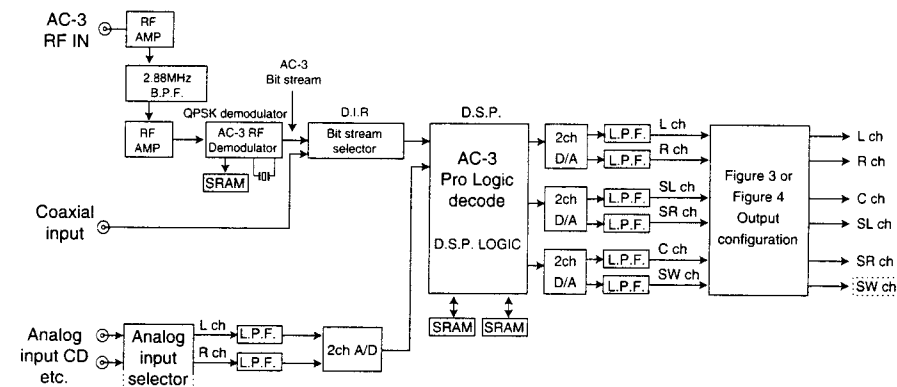 AC-3
RF IN
RF
AMP
2.88MHz
B.P.F.
RF
AMP
QPSK demodulator
AC-3 RF
Demodulator
SRAM
AC-3
Bit stream
D.I.R
Bit stream
selector
Coaxial
input
Analog
input CD
etc.
Analog
input
selector
L ch
R ch
L.P.F.
L.P.F.
2ch A/D
D.S.P.
AC-3
Pro Logic
decode
D.S.P. LOGIC
SRAM
SRAM
2ch
D/A
2ch
D/A
2ch
D/A
L.P.F.
L.P.F.
L.P.F.
L.P.F.
L.P.F.
L.P.F.
L ch
R ch
SL ch
SR ch
C ch
SW ch
Figure 3 or
Figure 4
Output
configuration
L ch
R ch
C ch
SL ch
SR ch
SW ch